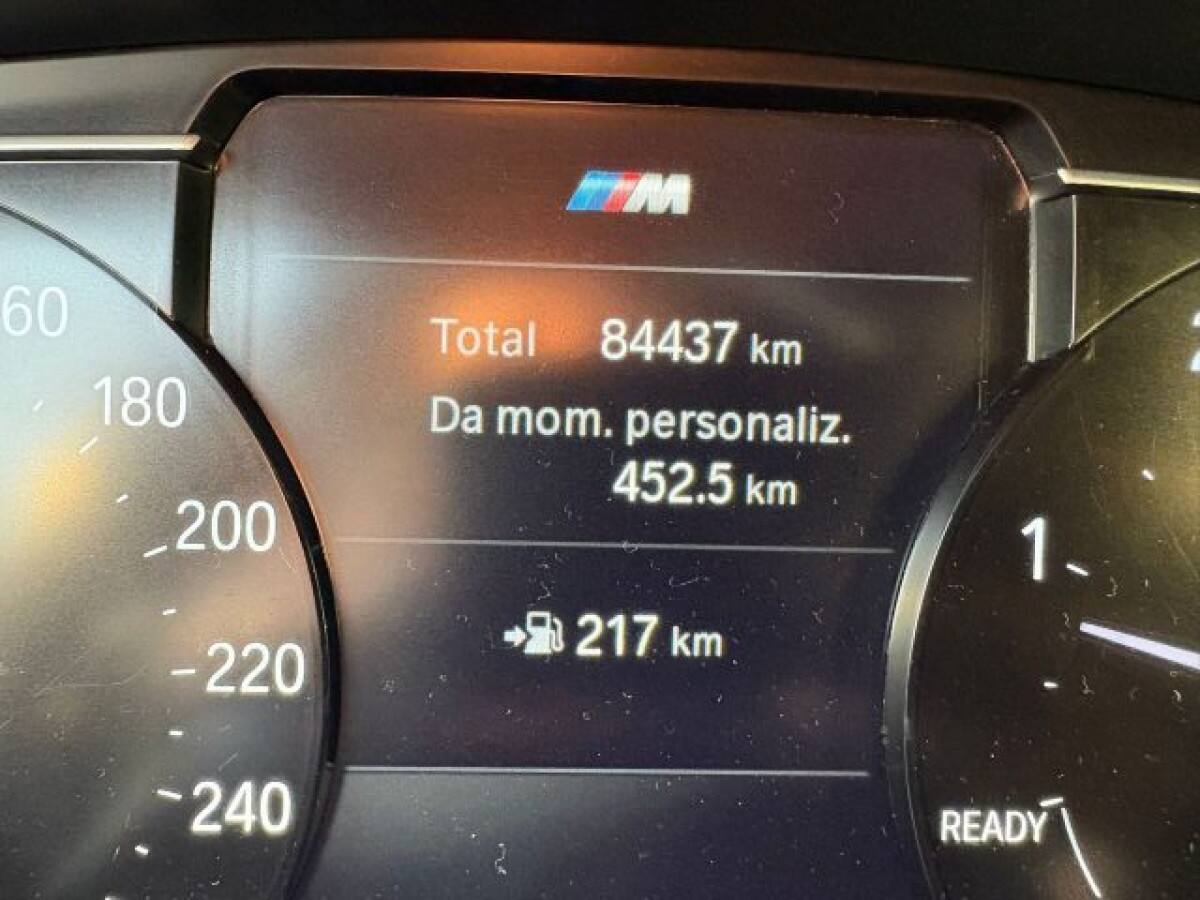 M
Total 84437 km
Da mom. personaliz.
452.5 km
217 km
60
180
200
220
240
1
READY